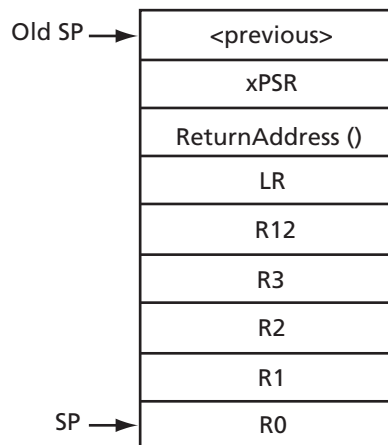 Old SP <previous>
xPSR
ReturnAddress ()
LR
R12
R3
R2
R1
SP R0